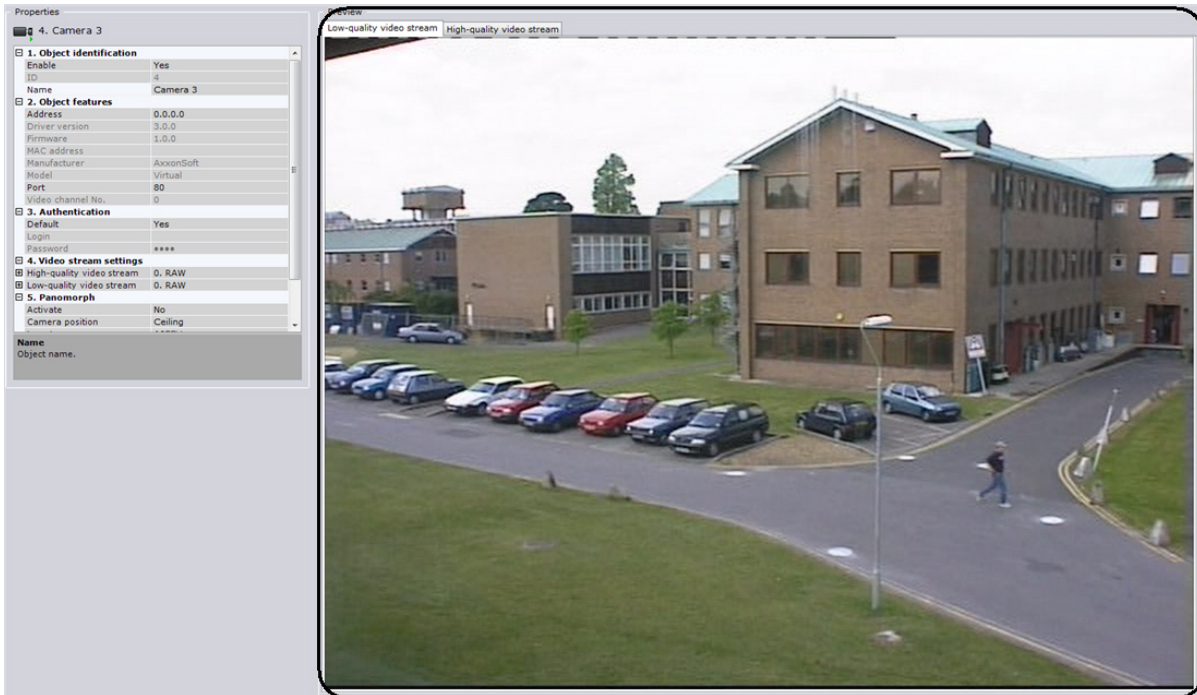 Properties
4. Camera 3
1. Object identification
Enable Yes
ID 4
Name Camera 3
2. Object features
Address 0.0.0.0
Driver version 3.0.0
Firmware 1.0.0
MAC address
Manufacturer AxxonSoft
Model Virtual
Port 80
Video channel No. 0
3. Authentication
Default Yes
Login
Password ****
4. Video stream settings
High-quality video stream 0. RAW
Low-quality video stream 0. RAW
5. Panomorph
Activate No
Camera position Ceiling
Name
Object name.
Preview
Low-quality video stream High-quality video stream